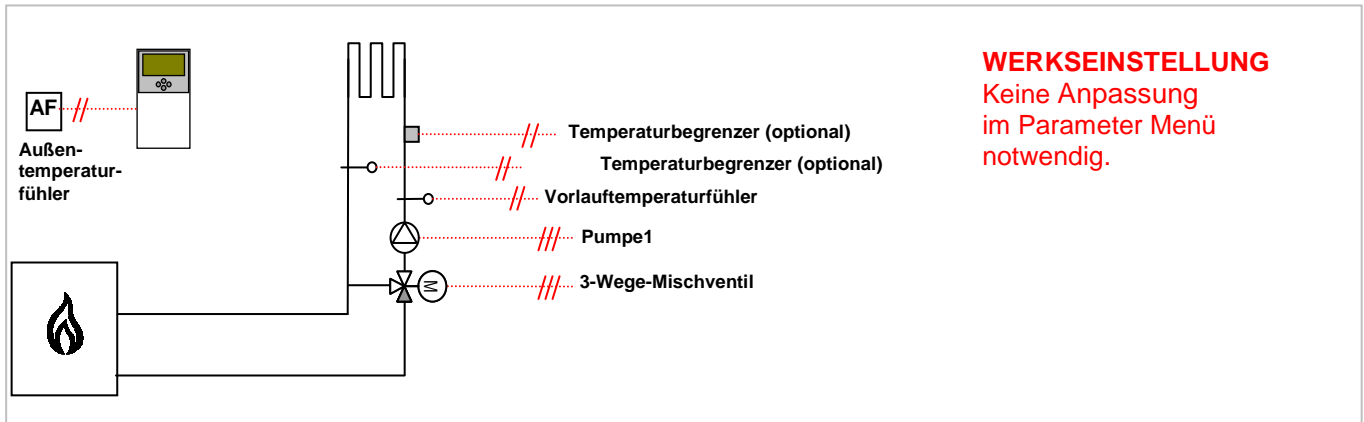 AF
Außen-
temperatur-
fühler
Temperaturbegrenzer (optional)
Temperaturbegrenzer (optional)
Vorlauftemperaturfühler
Pumpe1
M
3-Wege-Mischventil
WERKSEINSTELLUNG
Keine Anpassung
im Parameter Menü
notwendig.